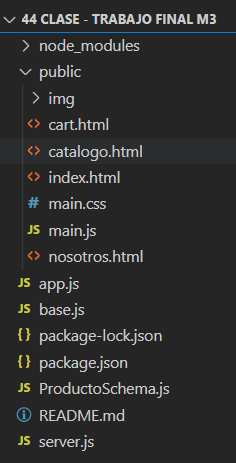 44 CLASE - TRABAJO FINAL M3
node_modules
public
img
<> cart.html
<> catalogo.html
<> index.html
# main.css
JS main.js
<> nosotros.html
JS app.js
JS base.js
{} package-lock.json
{} package.json
JS ProductoSchema.js
README.md
JS server.js